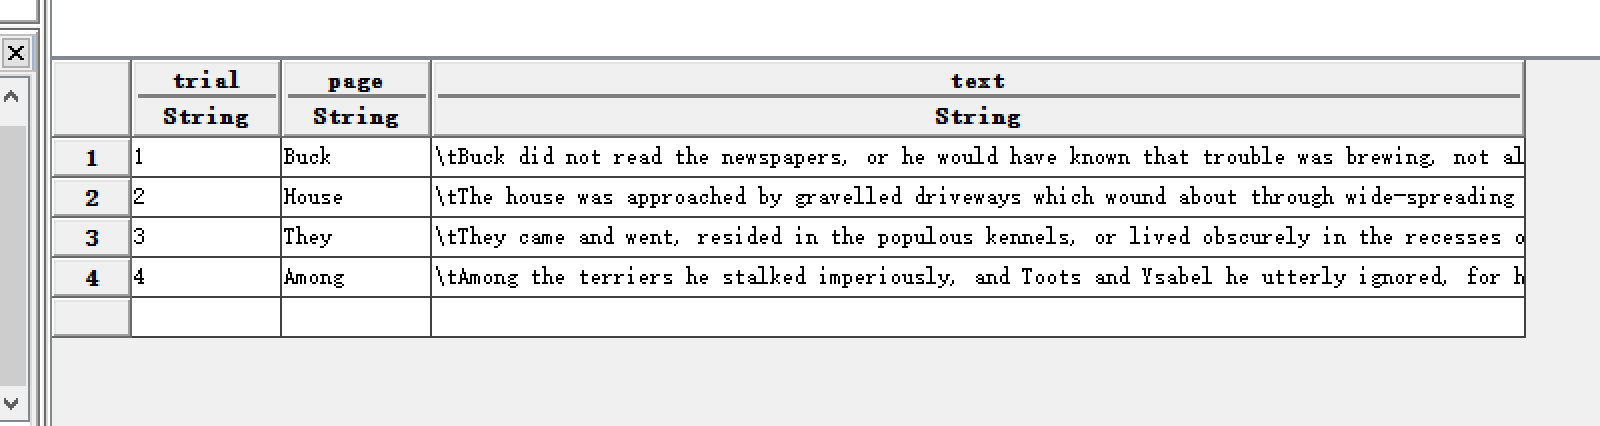 trial page text
String String String
1 1 Buck \tBuck did not read the newspapers, or he would have known that trouble was brewing, not al
2 2 House \tThe house was approached by gravelled driveways which wound about through wide-spreading
3 3 They \tThey came and went, resided in the populous kennels, or lived obscurely in the recesses o
4 4 Among \tAmong the terriers he stalked imperiously, and Toots and Ysabel he utterly ignored, for h